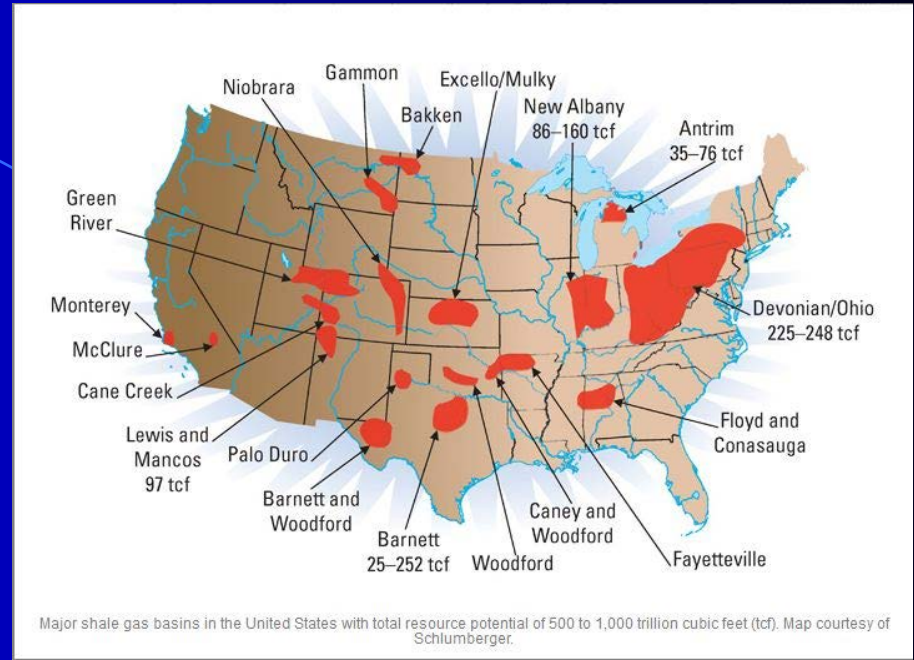 Niobrara
Gammon
Excello/Mulky
Bakken
New Albany
86–160 tcf
Antrim
35–76 tcf
Green
River
Monterey
McClure
Cane Creek
Lewis and
Mancos
97 tcf
Palo Duro
Barnett and
Woodford
Barnett
25–252 tcf
Woodford
Caney and
Woodford
Fayetteville
Floyd and
Conasauga
Devonian/Ohio
225–248 tcf
Major shale gas basins in the United States with total resource potential of 500 to 1,000 trillion cubic feet (tcf). Map courtesy of
Schlumberger.